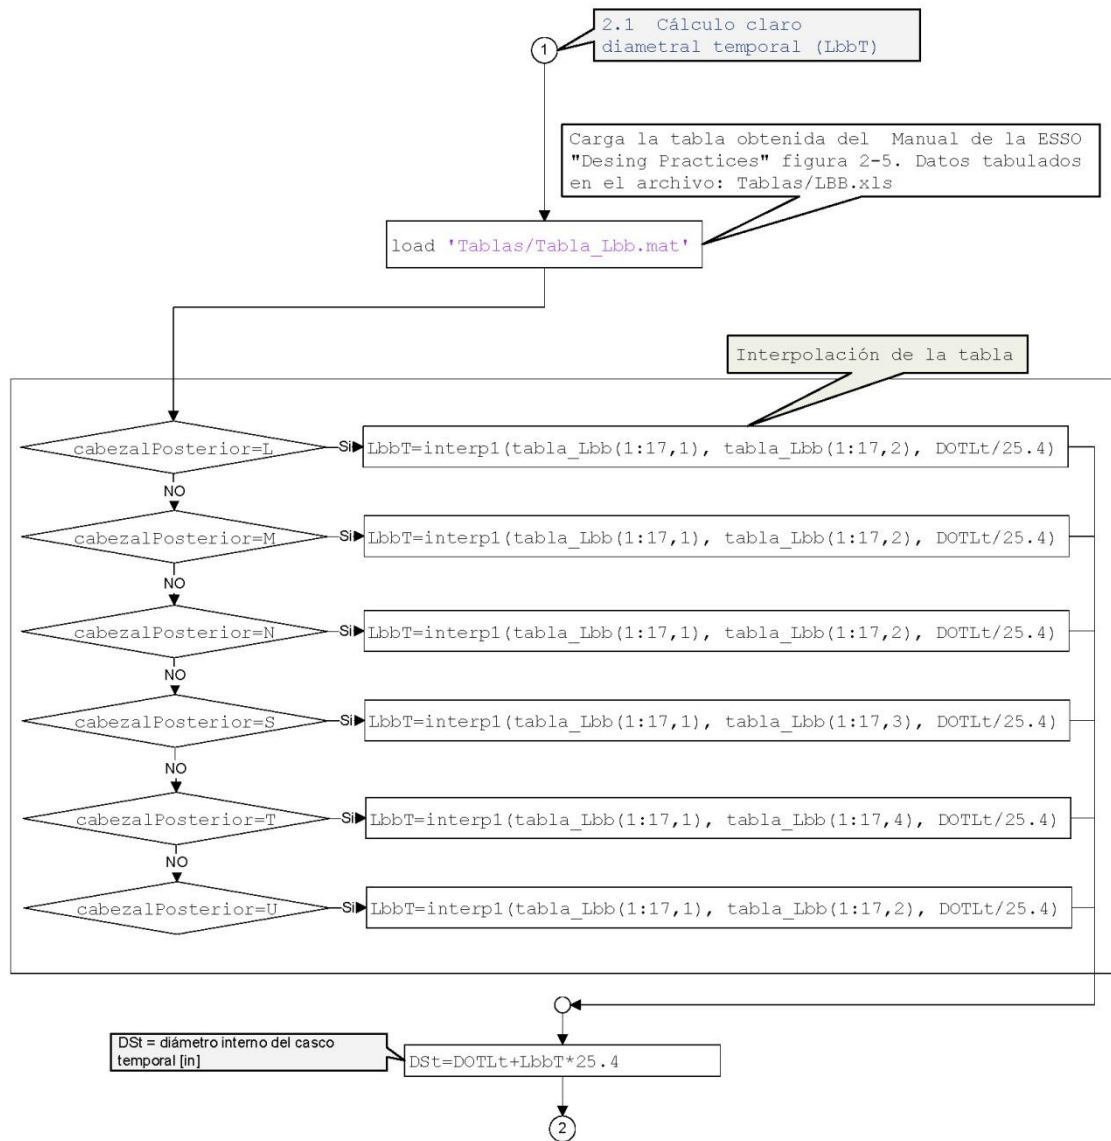 1
2.1  Cálculo claro
diametral temporal (LbbT)
Carga la tabla obtenida del  Manual de la ESSO
"Desing Practices" figura 2-5. Datos tabulados
en el archivo: Tablas/LBB.xls
load 'Tablas/Tabla_Lbb.mat'
Interpolación de la tabla
cabezalPosterior=L
Si
LbbT=interp1(tabla_Lbb(1:17,1), tabla_Lbb(1:17,2), DOTLt/25.4)
NO
cabezalPosterior=M
Si
LbbT=interp1(tabla_Lbb(1:17,1), tabla_Lbb(1:17,2), DOTLt/25.4)
NO
cabezalPosterior=N
Si
LbbT=interp1(tabla_Lbb(1:17,1), tabla_Lbb(1:17,2), DOTLt/25.4)
NO
cabezalPosterior=S
Si
LbbT=interp1(tabla_Lbb(1:17,1), tabla_Lbb(1:17,3), DOTLt/25.4)
NO
cabezalPosterior=T
Si
LbbT=interp1(tabla_Lbb(1:17,1), tabla_Lbb(1:17,4), DOTLt/25.4)
NO
cabezalPosterior=U
Si
LbbT=interp1(tabla_Lbb(1:17,1), tabla_Lbb(1:17,2), DOTLt/25.4)
DSt = diámetro interno del casco
temporal [in]
DSt=DOTLt+LbbT*25.4
2